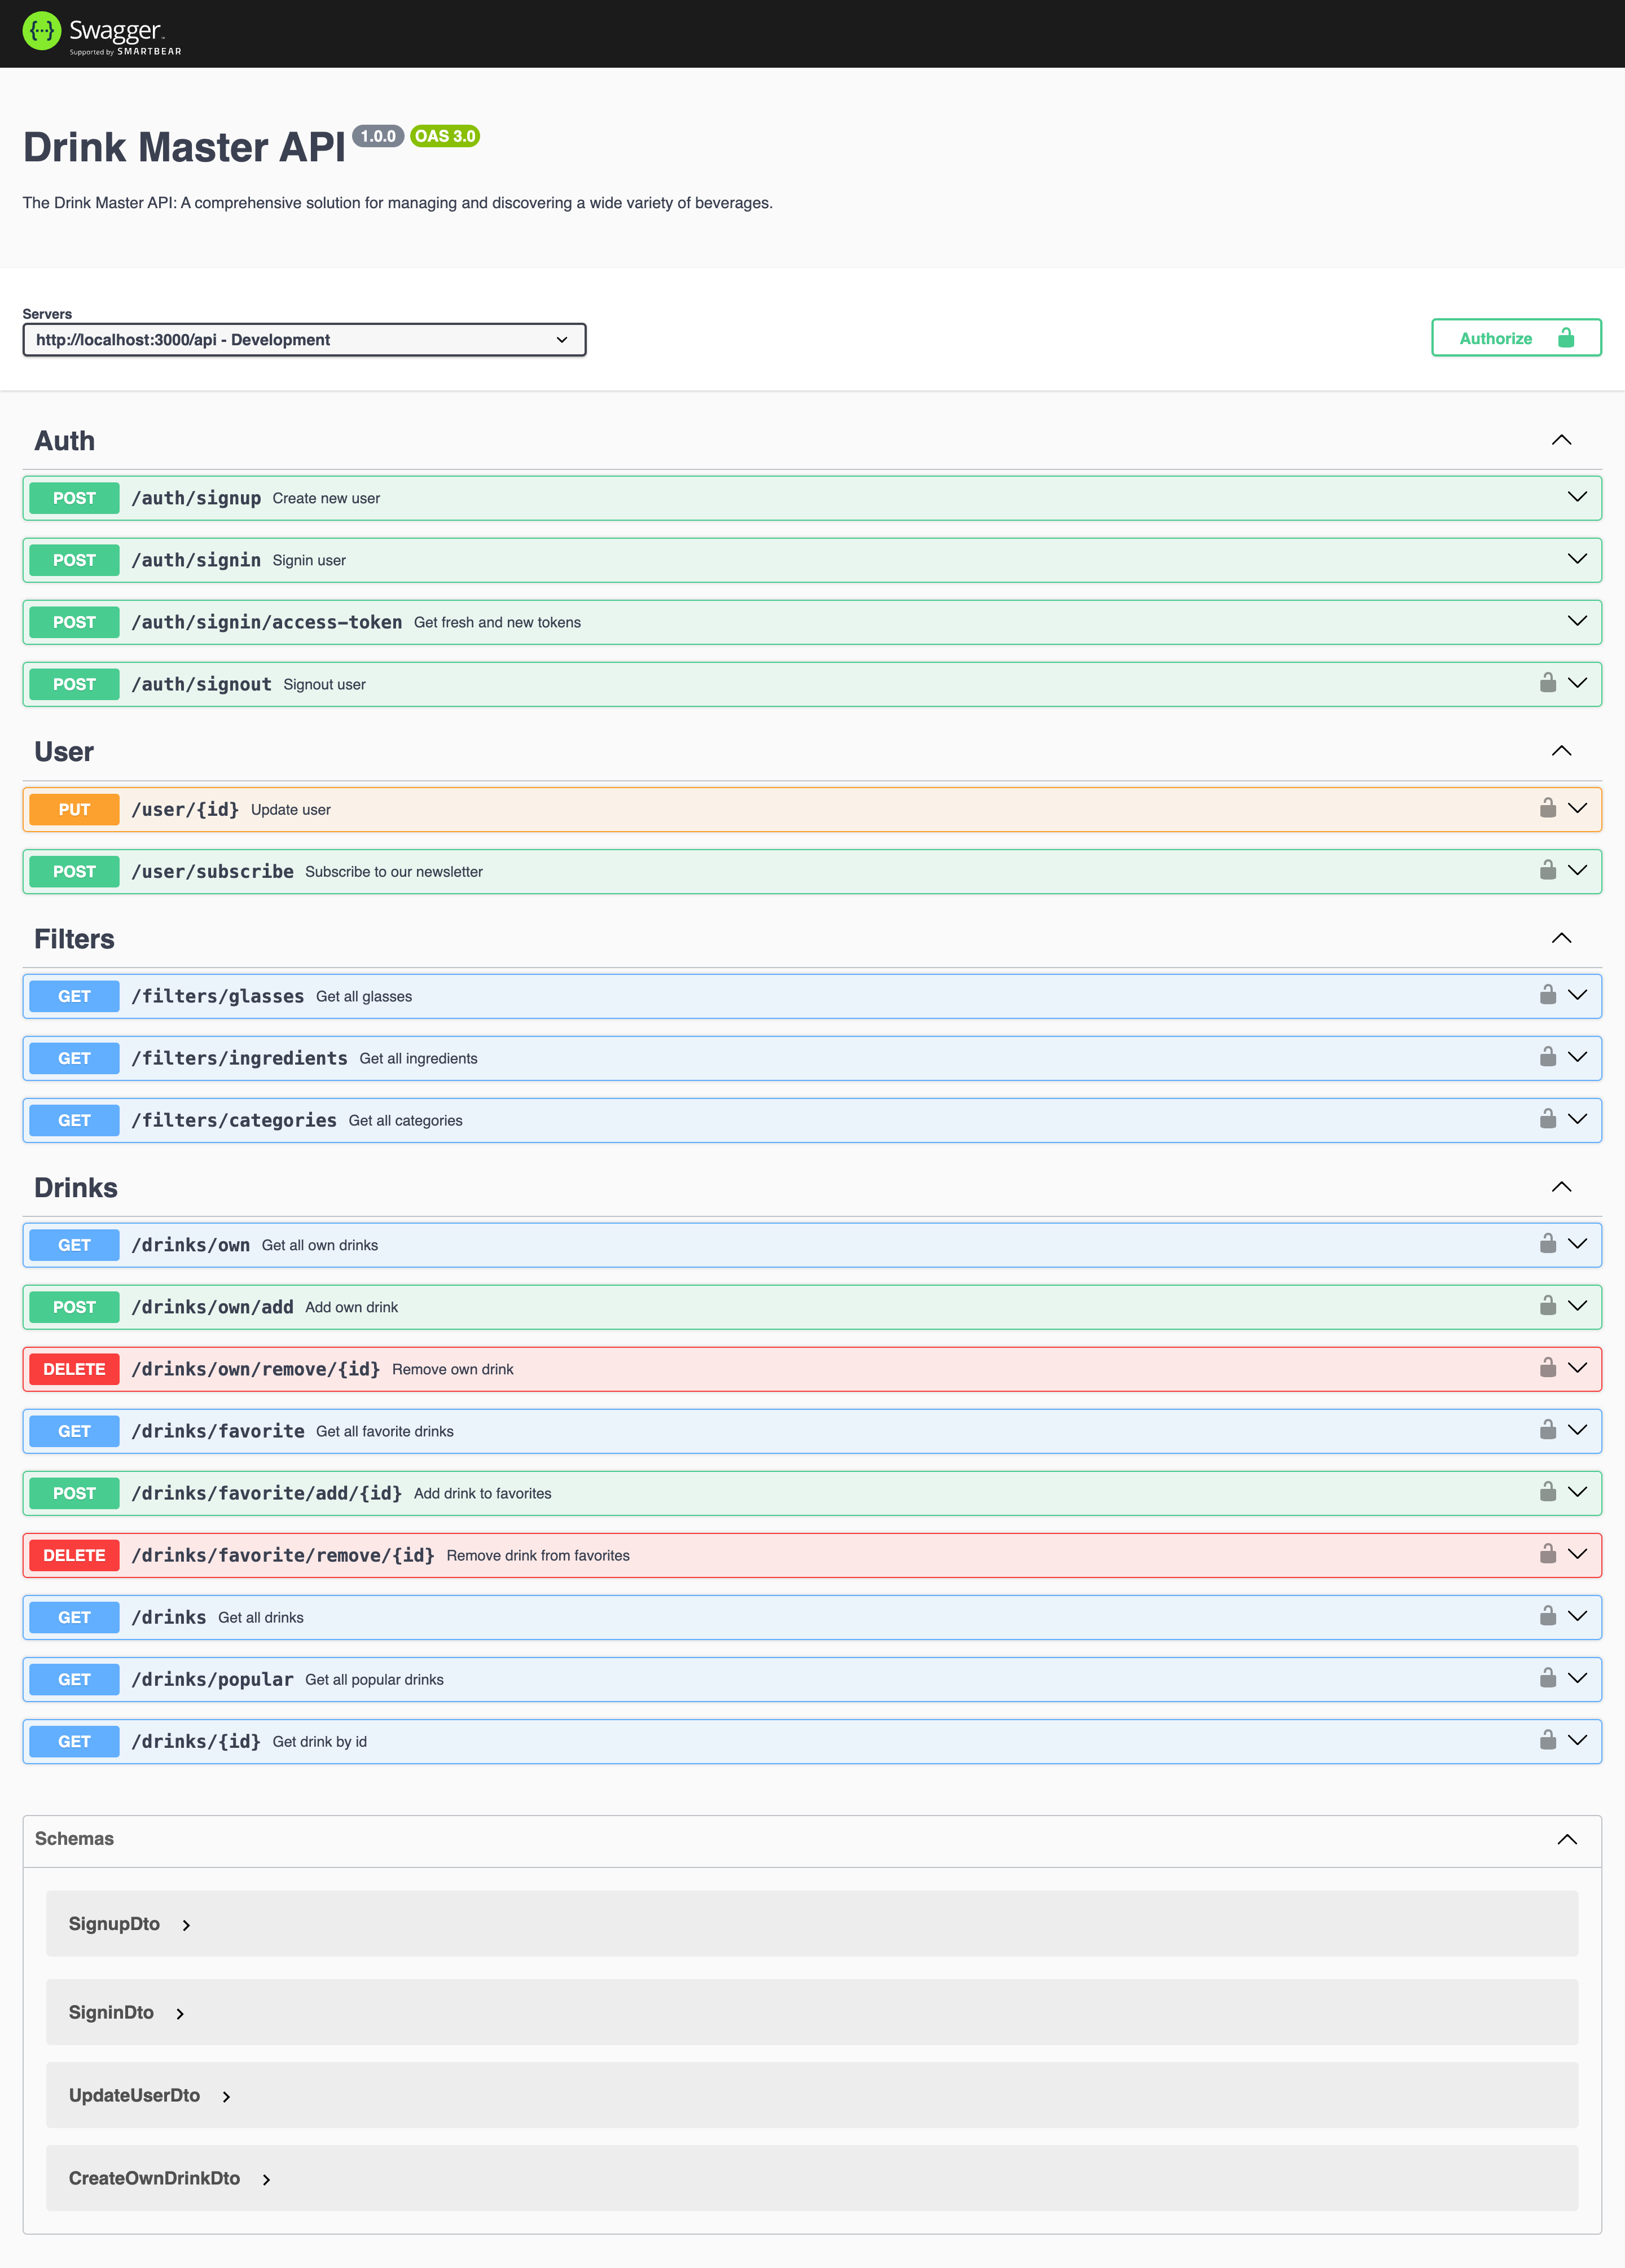 {···} Swagger.
Supported by SMARTBEAR
Drink Master API 1.0.0 OAS 3.0
The Drink Master API: A comprehensive solution for managing and discovering a wide variety of beverages.
Servers
http://localhost:3000/api - Development
Authorize
Auth
POST /auth/signup Create new user
POST /auth/signin Signin user
POST /auth/signin/access-token Get fresh and new tokens
POST /auth/signout Signout user
User
PUT /user/{id} Update user
POST /user/subscribe Subscribe to our newsletter
Filters
GET /filters/glasses Get all glasses
GET /filters/ingredients Get all ingredients
GET /filters/categories Get all categories
Drinks
GET /drinks/own Get all own drinks
POST /drinks/own/add Add own drink
DELETE /drinks/own/remove/{id} Remove own drink
GET /drinks/favorite Get all favorite drinks
POST /drinks/favorite/add/{id} Add drink to favorites
DELETE /drinks/favorite/remove/{id} Remove drink from favorites
GET /drinks Get all drinks
GET /drinks/popular Get all popular drinks
GET /drinks/{id} Get drink by id
Schemas
SignupDto
SigninDto
UpdateUserDto
CreateOwnDrinkDto